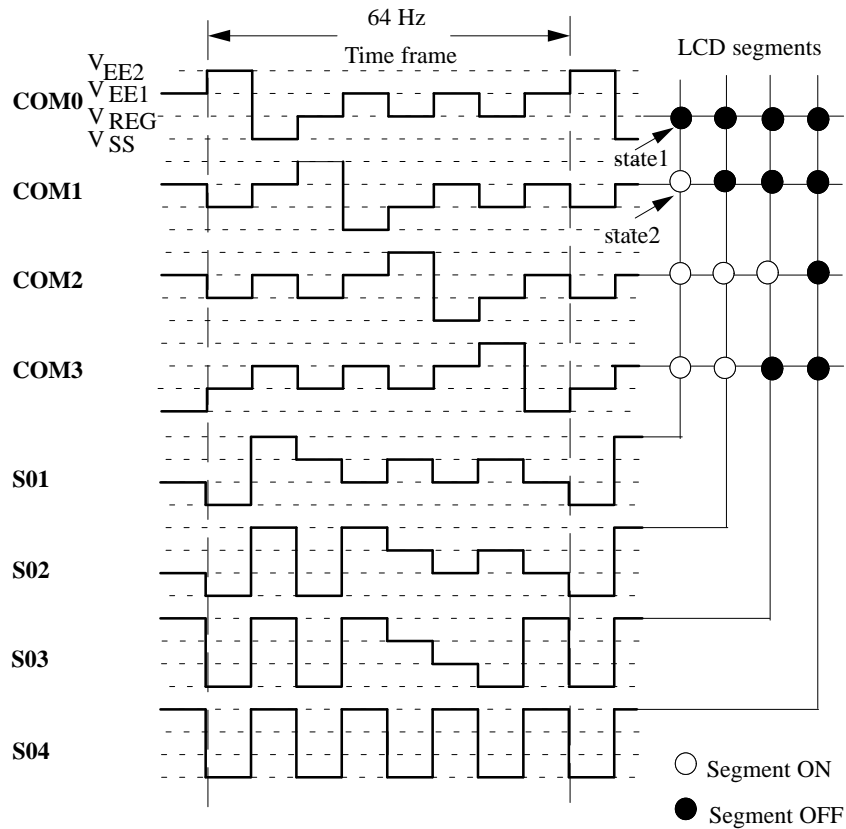 64 Hz
Time frame
LCD segments
VEE2
VEE1
COM0
VREG
VSS
state1
COM1
state2
COM2
COM3
S01
S02
S03
S04
Segment ON
Segment OFF